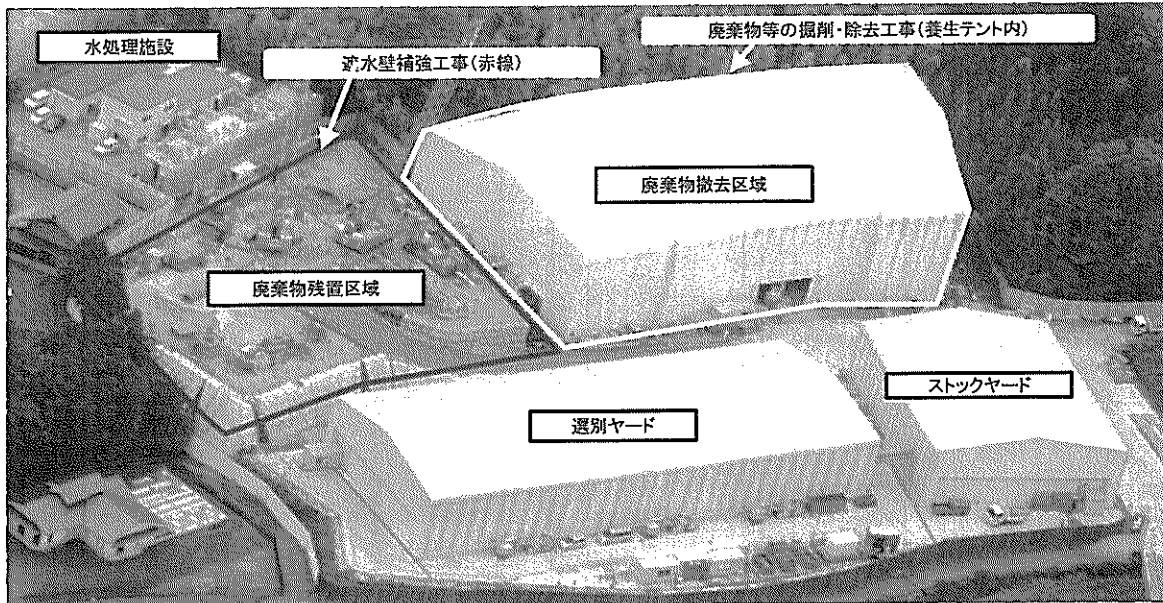 水処理施設
遮水壁補強工事(赤線)
廃棄物等の掘削・除去工事(養生テント内)
廃棄物撤去区域
廃棄物残置区域
ストックヤード
選別ヤード